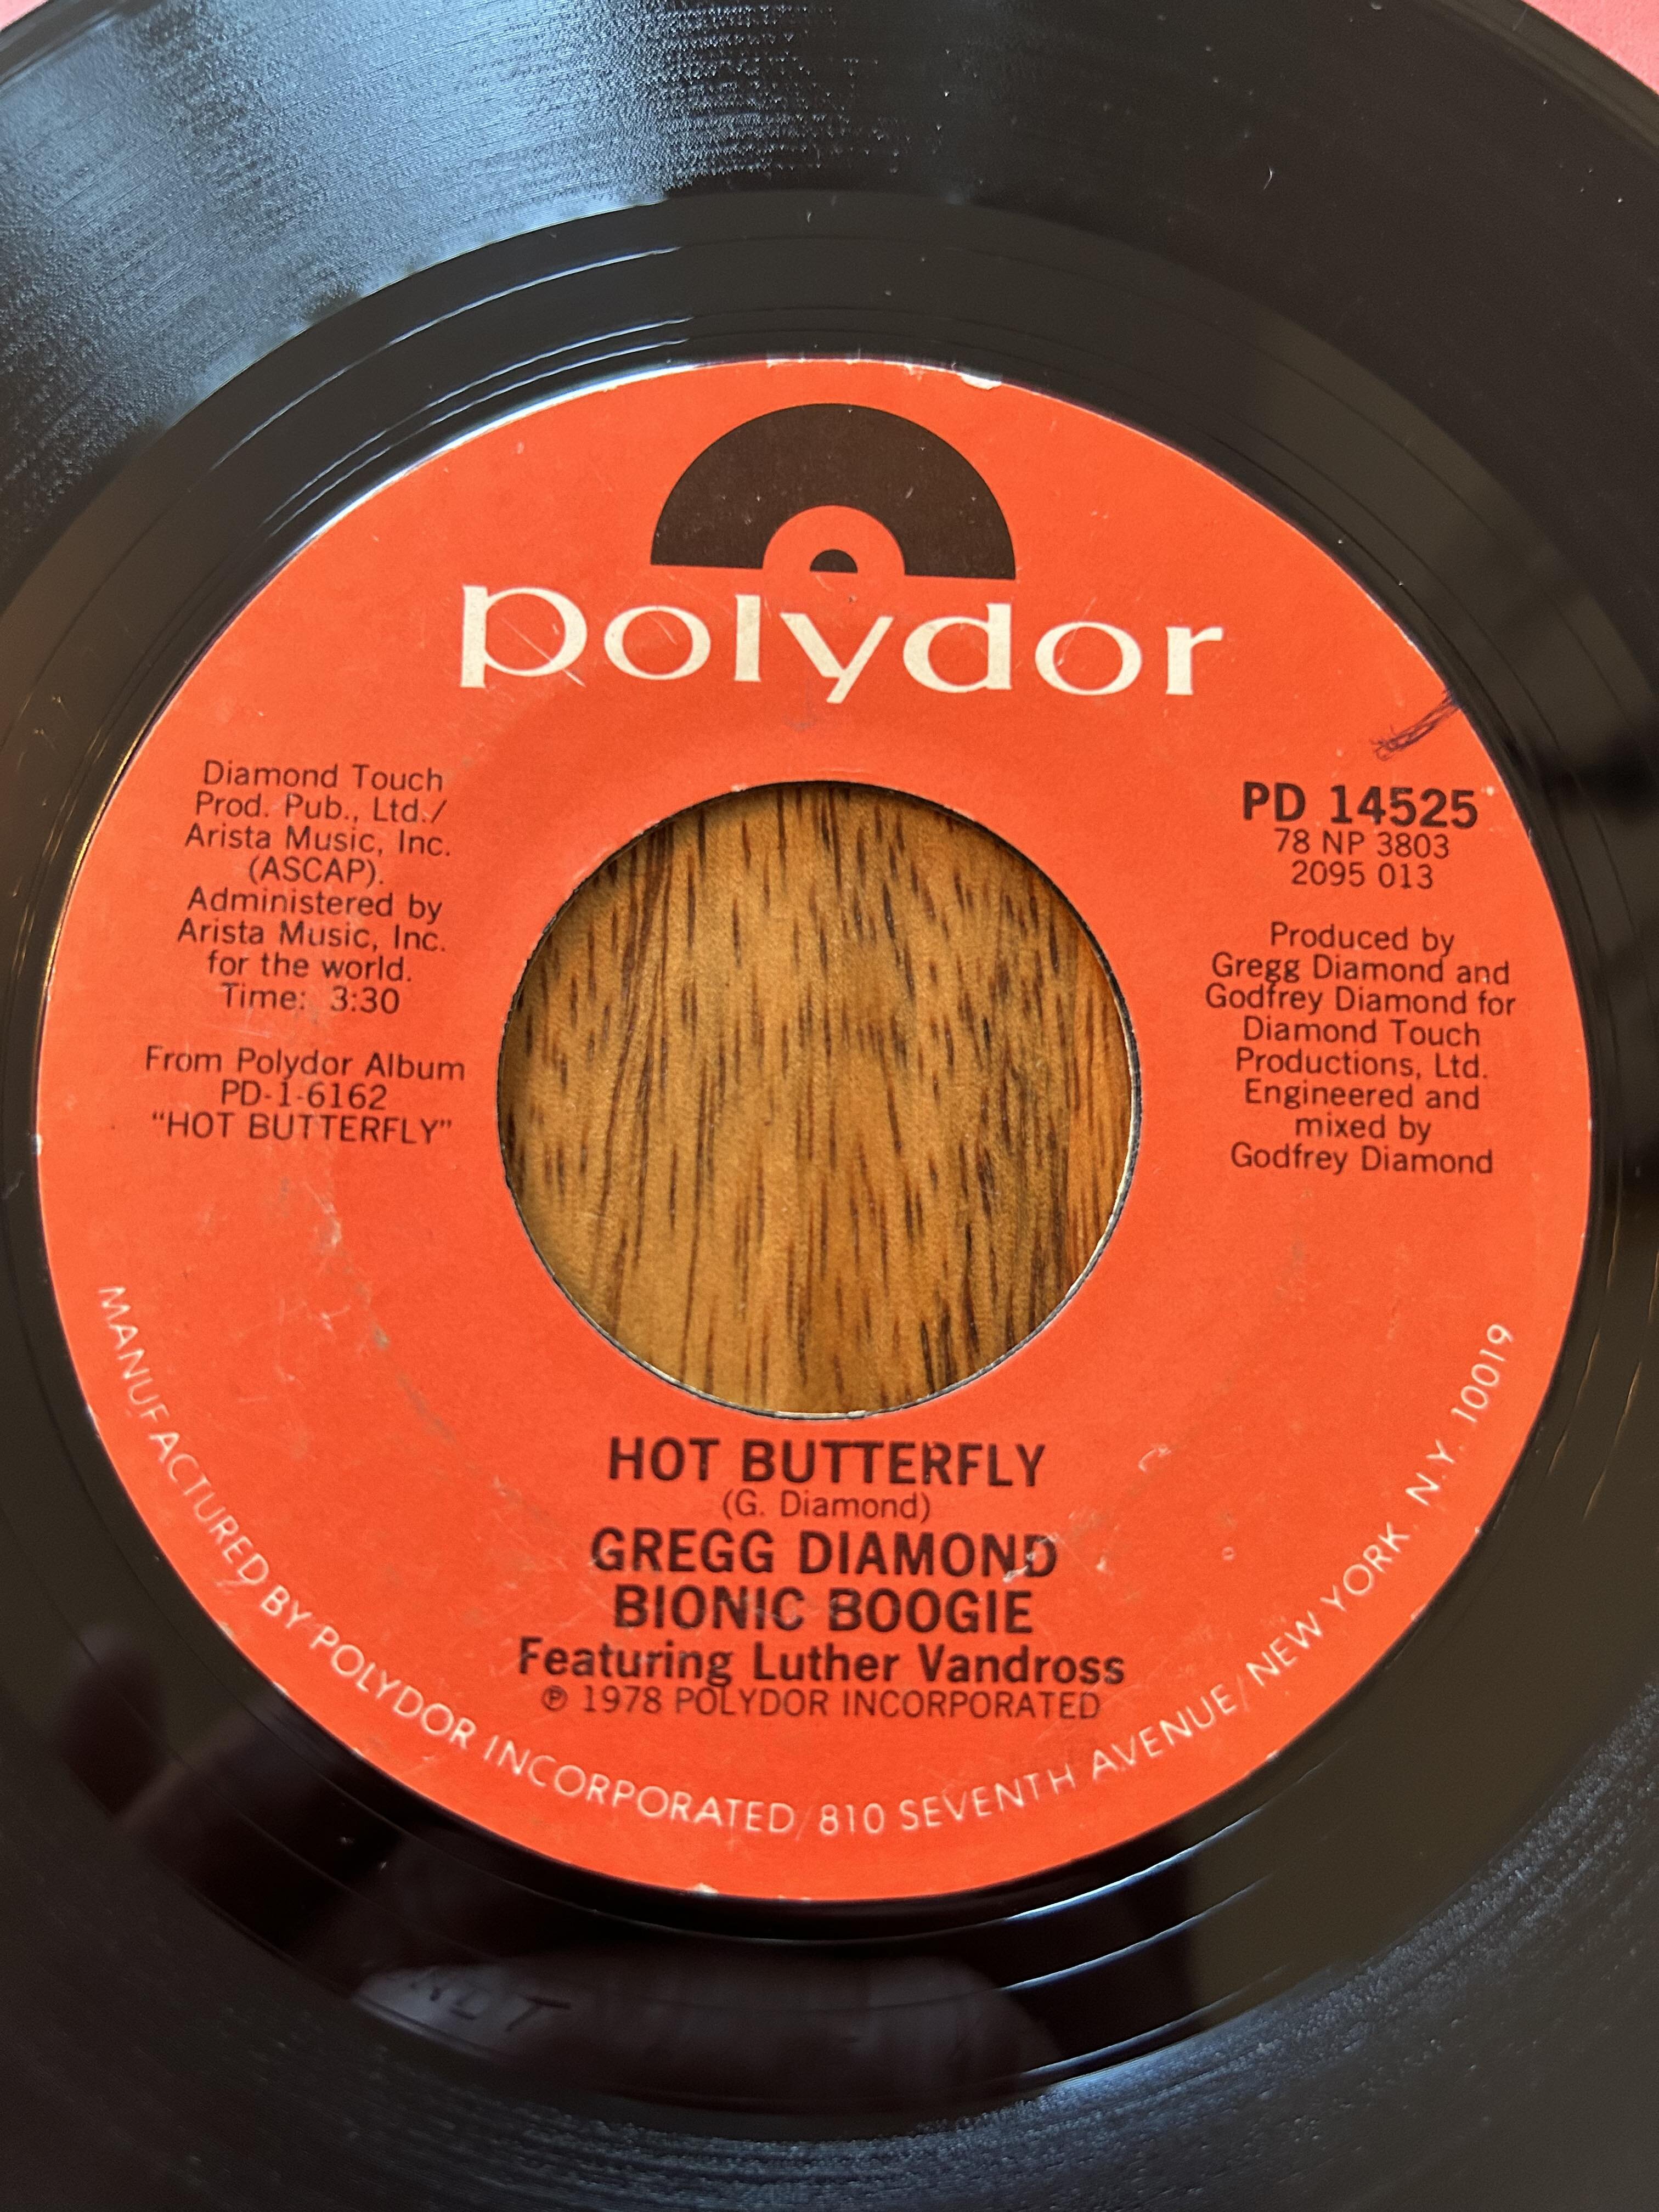 polydor
Diamond Touch
Prod. Pub., Ltd./
Arista Music, Inc.
(ASCAP).
Administered by
Arista Music, Inc.
for the world.
Time: 3:30
From Polydor Album
PD-1-6162
"HOT BUTTERFLY"
PD 14525
78 NP 3803
2095 013
Produced by
Gregg Diamond and
Godfrey Diamond for
Diamond Touch
Productions, Ltd.
Engineered and
mixed by
Godfrey Diamond
HOT BUTTERFLY
(G. Diamond)
GREGG DIAMOND
BIONIC BOOGIE
Featuring Luther Vandross
℗ 1978 POLYDOR INCORPORATED
MANUFACTURED BY POLYDOR INCORPORATED/810 SEVENTH AVENUE/NEW YORK. N.Y. 10019